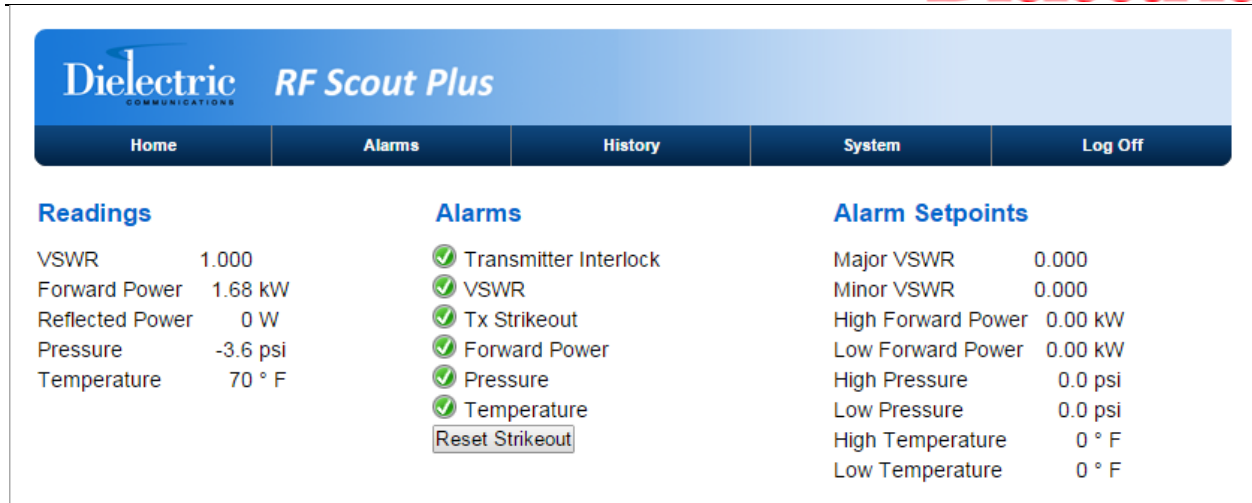 Dielectric RF Scout Plus
COMMUNICATIONS
Home Alarms History System Log Off
Readings
VSWR 1.000
Forward Power 1.68 kW
Reflected Power 0 W
Pressure -3.6 psi
Temperature 70 ° F
Alarms
Transmitter Interlock
VSWR
Tx Strikeout
Forward Power
Pressure
Temperature
Reset Strikeout
Alarm Setpoints
Major VSWR 0.000
Minor VSWR 0.000
High Forward Power 0.00 kW
Low Forward Power 0.00 kW
High Pressure 0.0 psi
Low Pressure 0.0 psi
High Temperature 0 ° F
Low Temperature 0 ° F